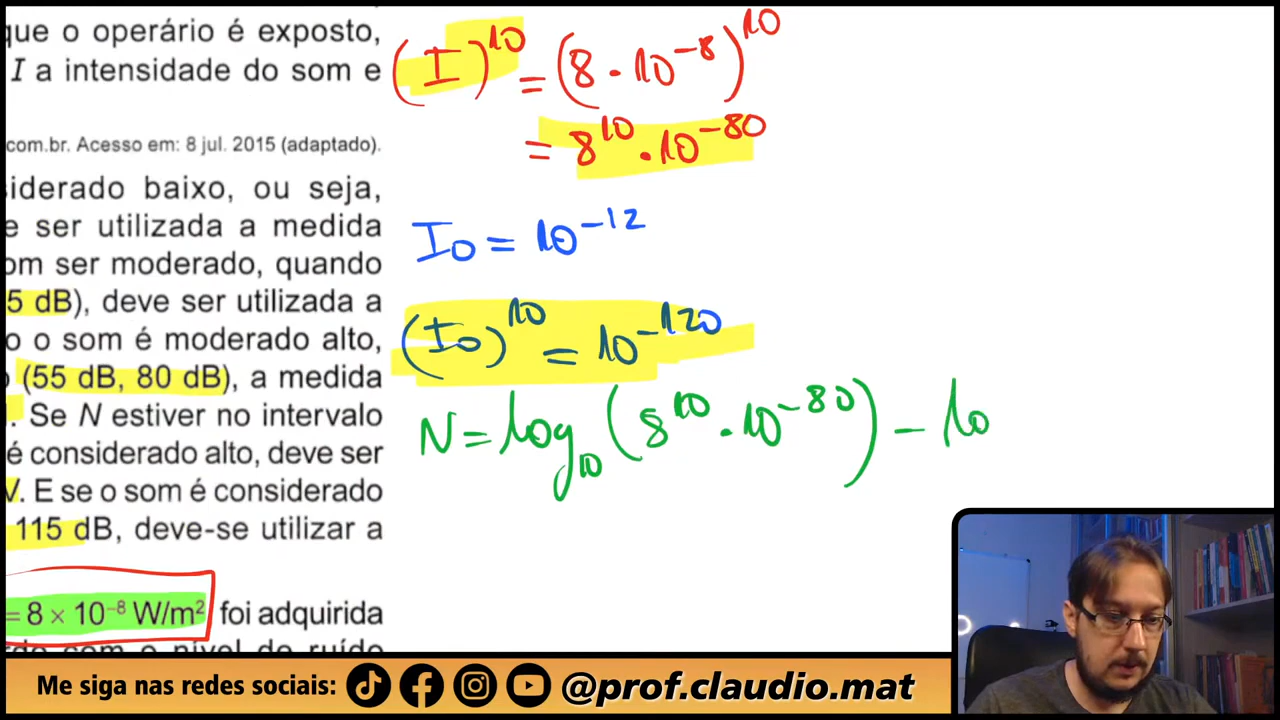 que o operário é exposto,
I a intensidade do som e
com.br. Acesso em: 8 jul. 2015 (adaptado).
siderado baixo, ou seja,
e ser utilizada a medida
om ser moderado, quando
5 dB), deve ser utilizada a
o o som é moderado alto,
(55 dB, 80 dB), a medida
. Se N estiver no intervalo
é considerado alto, deve ser
V. E se o som é considerado
115 dB, deve-se utilizar a
= 8 × 10⁻⁸ W/m² foi adquirida
com o nível de ruído
(I)¹⁰ = (8 · 10⁻⁸)¹⁰
= 8¹⁰ · 10⁻⁸⁰
I₀ = 10⁻¹²
(I₀)¹⁰ = 10⁻¹²⁰
N = log₁₀ (8¹⁰ · 10⁻⁸⁰) − lo
Me siga nas redes sociais: @prof.claudio.mat